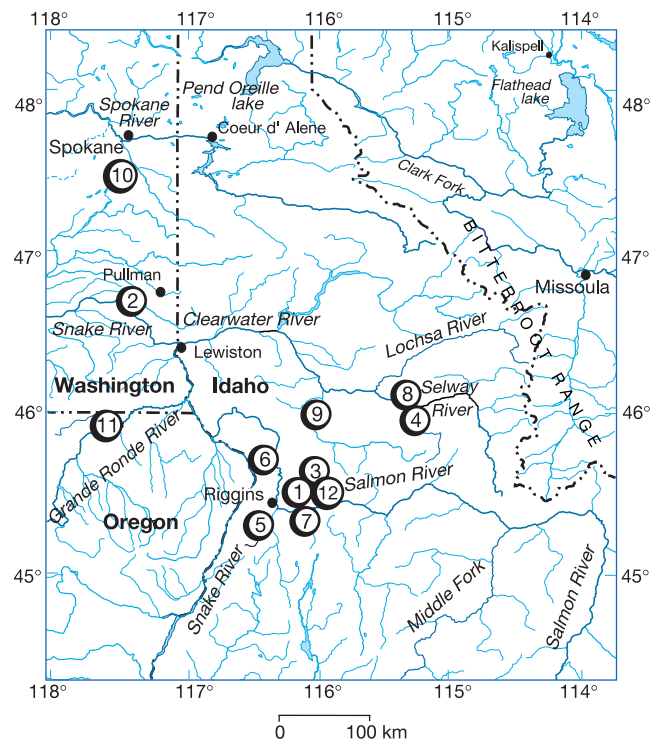 118° 117° 116° 115° 114°
Kalispell
48° 48°
Pend Oreille
lake
Flathead
lake
Spokane
River
Coeur d' Alene
Spokane
10
Clark Fork
47° 47°
BITTERROOT RANGE
Pullman
Missoula
2
Snake River
Clearwater River
Lochsa River
Lewiston
Washington
Idaho
8
Selway
River
46° 46°
9
4
11
Grande Ronde River
6
3
Salmon River
Riggins
1
12
Oregon
5
7
45° 45°
Snake River
Middle Fork
Salmon River
118° 117° 116° 115° 114°
0 100 km